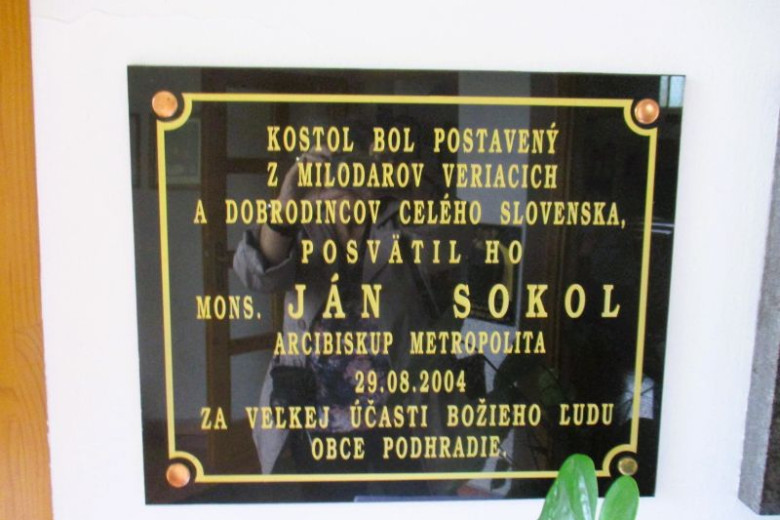 KOSTOL BOL POSTAVENÝ
Z MILODAROV VERIACICH
A DOBRODINCOV CELÉHO SLOVENSKA,
POSVÄTIL HO
MONS. JÁN SOKOL
ARCIBISKUP METROPOLITA
29.08.2004
ZA VEĽKEJ ÚČASTI BOŽIEHO ĽUDU
OBCE PODHRADIE.